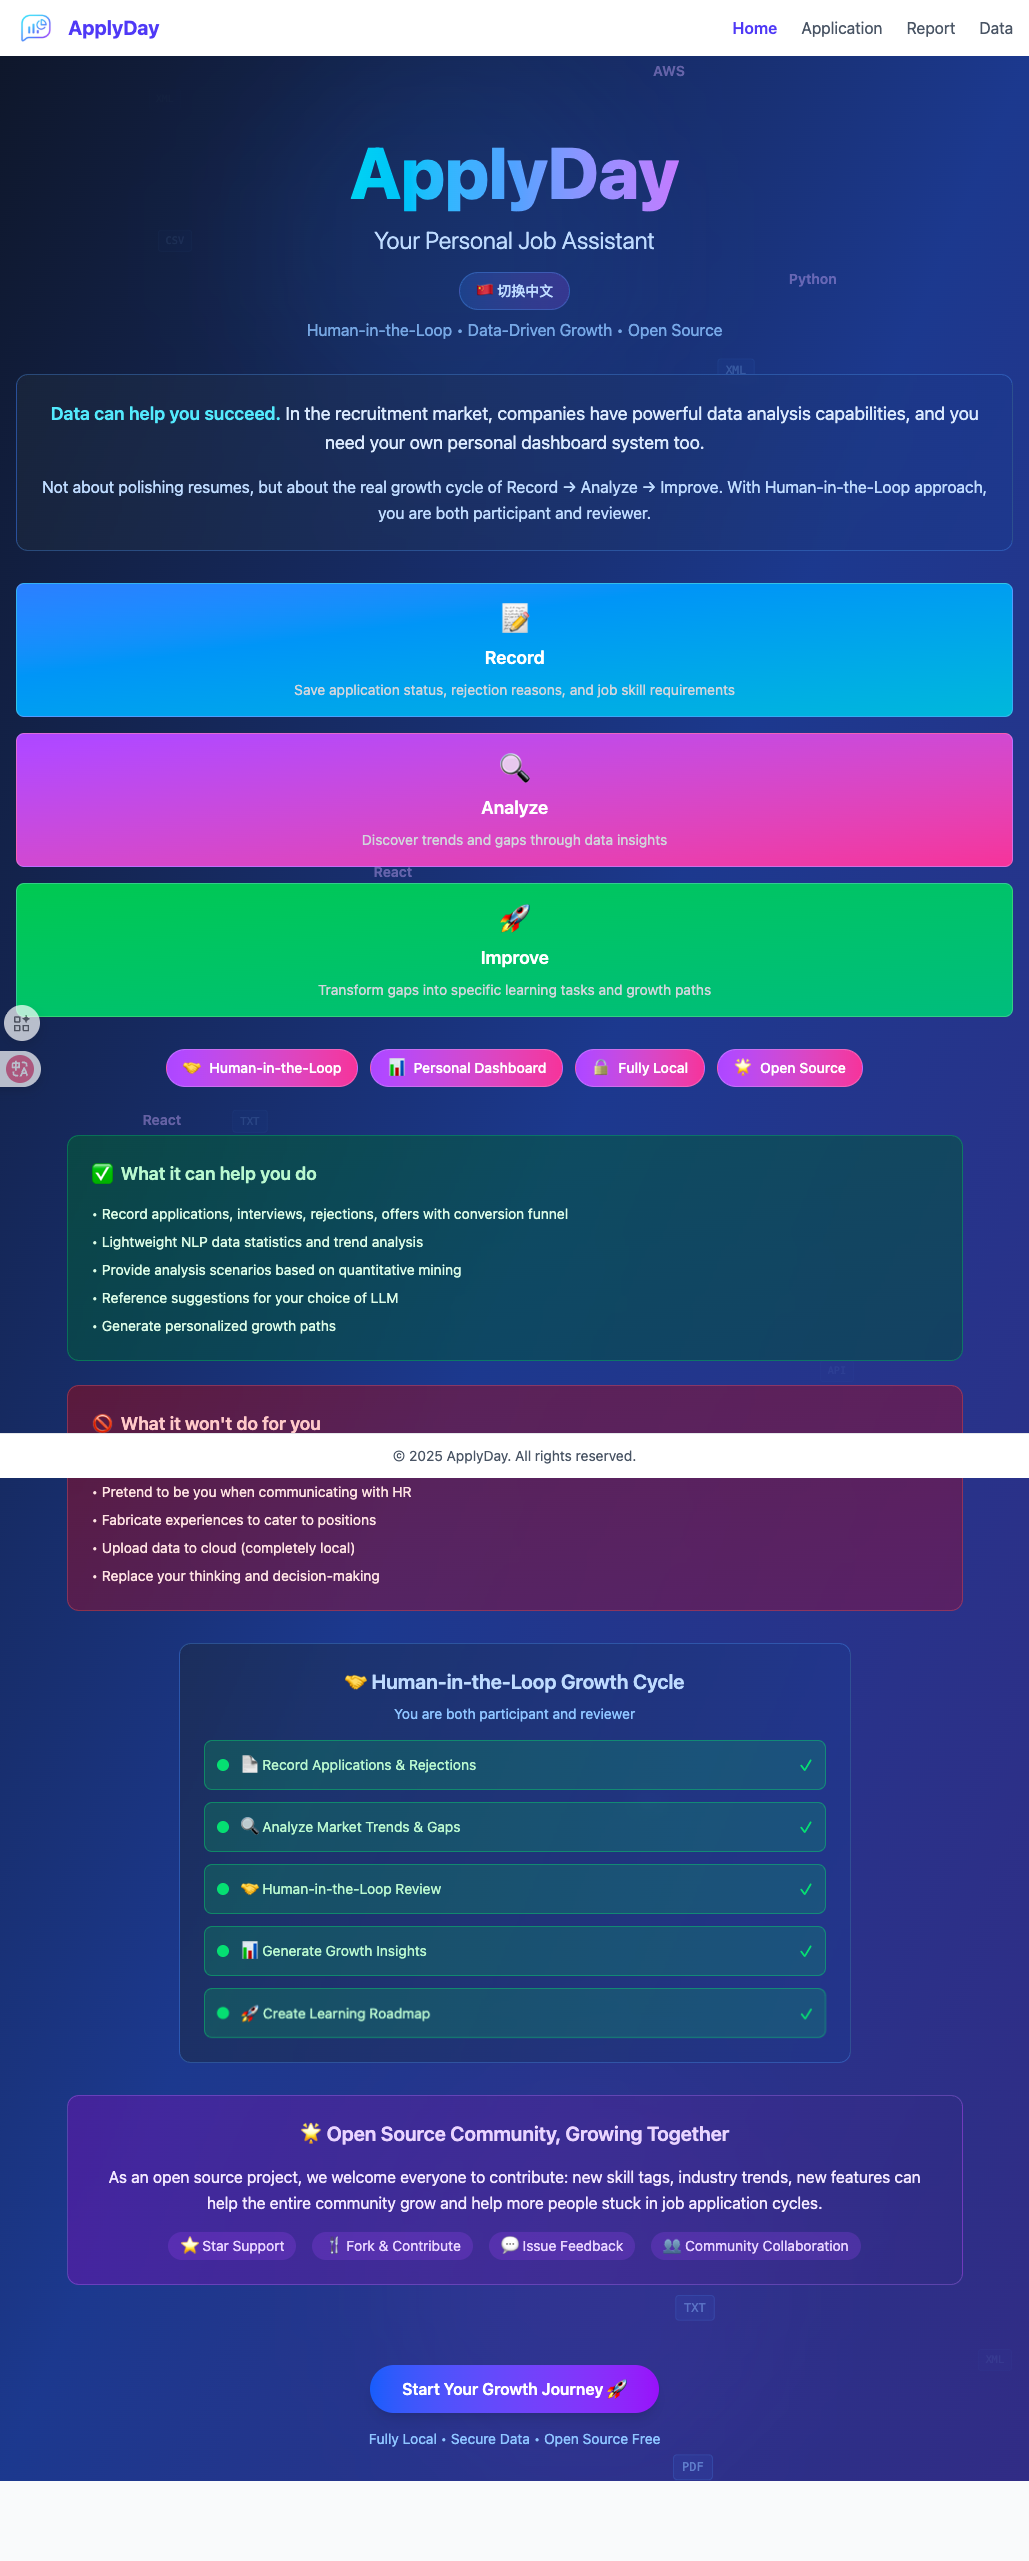 ApplyDay
Home Application Report Data
AWS
ApplyDay
Your Personal Job Assistant
CSV
🇨🇳 切换中文
Python
Human-in-the-Loop • Data-Driven Growth • Open Source
XML
Data can help you succeed. In the recruitment market, companies have powerful data analysis capabilities, and you
need your own personal dashboard system too.
Not about polishing resumes, but about the real growth cycle of Record → Analyze → Improve. With Human-in-the-Loop approach,
you are both participant and reviewer.
📝
Record
Save application status, rejection reasons, and job skill requirements
🔍
Analyze
Discover trends and gaps through data insights
React
🚀
Improve
Transform gaps into specific learning tasks and growth paths
🤝 Human-in-the-Loop 📊 Personal Dashboard 🔒 Fully Local 🌟 Open Source
React
TXT
✅ What it can help you do
• Record applications, interviews, rejections, offers with conversion funnel
• Lightweight NLP data statistics and trend analysis
• Provide analysis scenarios based on quantitative mining
• Reference suggestions for your choice of LLM
• Generate personalized growth paths
API
🚫 What it won't do for you
© 2025 ApplyDay. All rights reserved.
• Pretend to be you when communicating with HR
• Fabricate experiences to cater to positions
• Upload data to cloud (completely local)
• Replace your thinking and decision-making
🤝 Human-in-the-Loop Growth Cycle
You are both participant and reviewer
📄 Record Applications & Rejections ✓
🔍 Analyze Market Trends & Gaps ✓
🤝 Human-in-the-Loop Review ✓
📊 Generate Growth Insights ✓
🚀 Create Learning Roadmap ✓
🌟 Open Source Community, Growing Together
As an open source project, we welcome everyone to contribute: new skill tags, industry trends, new features can
help the entire community grow and help more people stuck in job application cycles.
⭐ Star Support 🍴 Fork & Contribute 💬 Issue Feedback 👥 Community Collaboration
TXT
XML
Start Your Growth Journey 🚀
Fully Local • Secure Data • Open Source Free
PDF